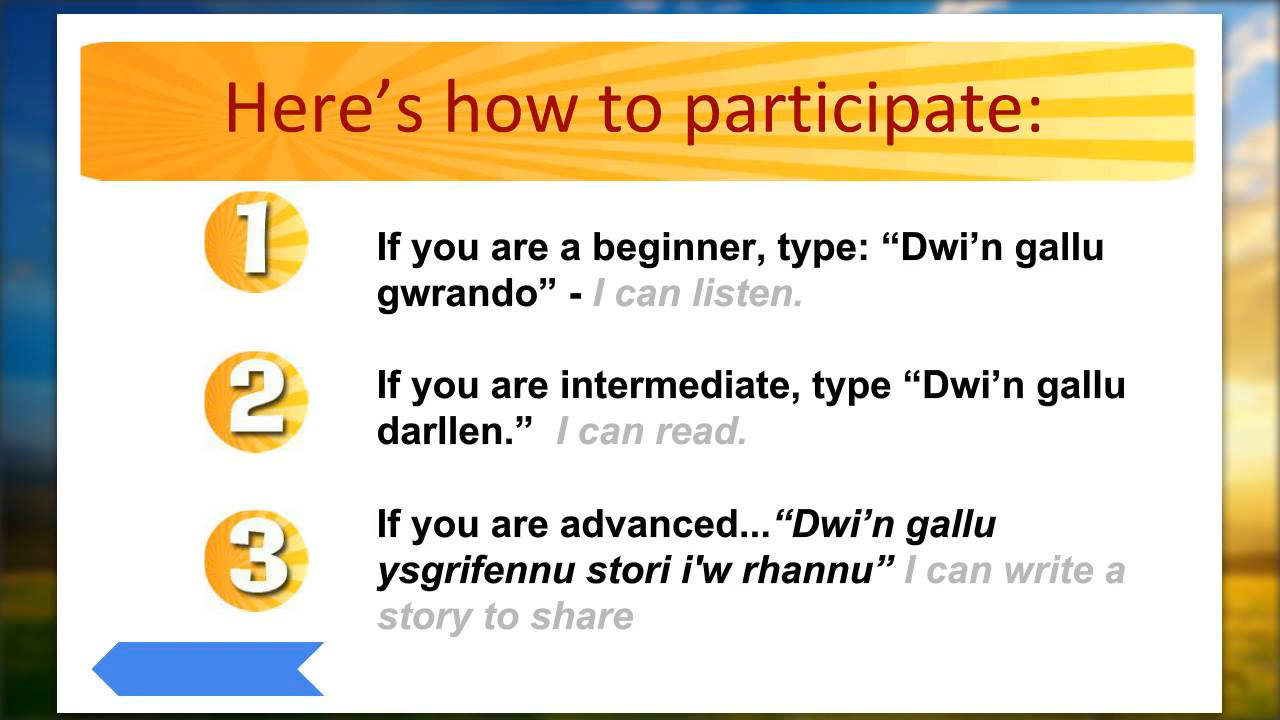 Here’s how to participate:
1
If you are a beginner, type: “Dwi’n gallu
gwrando” - I can listen.
2
If you are intermediate, type “Dwi’n gallu
darllen.” I can read.
3
If you are advanced...“Dwi’n gallu
ysgrifennu stori i'w rhannu” I can write a
story to share